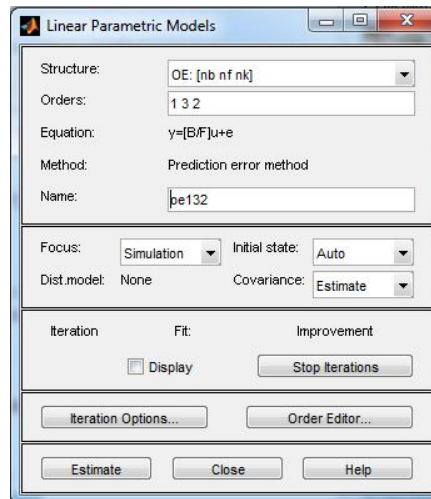 Linear Parametric Models
Structure: OE: [nb nf nk]
Orders: 1 3 2
Equation: y=[B/F]u+e
Method: Prediction error method
Name: oe132
Focus: Simulation Initial state: Auto
Dist.model: None Covariance: Estimate
Iteration Fit: Improvement
Display Stop Iterations
Iteration Options... Order Editor...
Estimate Close Help